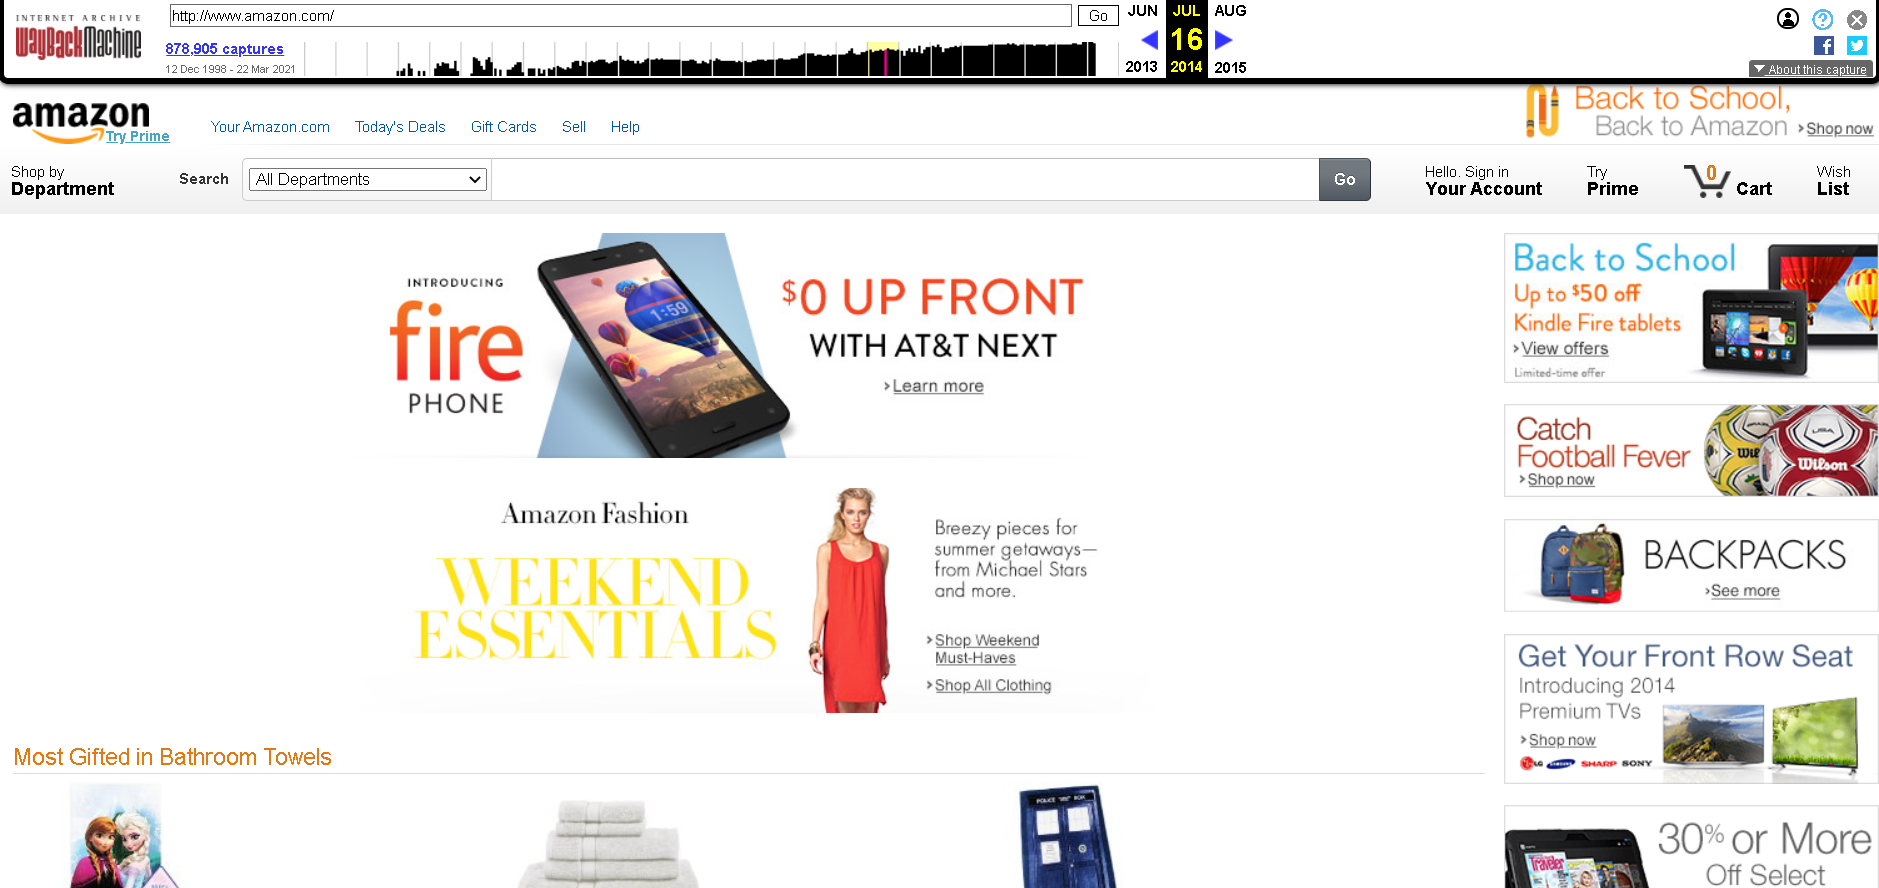 INTERNET ARCHIVE
WayBackMachine
http://www.amazon.com/
Go
JUN
JUL
AUG
878,905 captures
16
12 Dec 1998 - 22 Mar 2021
2013
2014
2015
About this capture
amazon
Try Prime
Your Amazon.com
Today's Deals
Gift Cards
Sell
Help
Back to School,
Back to Amazon
Shop now
Shop by
Department
Search
All Departments
Go
Hello. Sign in
Your Account
Try
Prime
0
Cart
Wish
List
INTRODUCING
fire
PHONE
1:59
$0 UP FRONT
WITH AT&T NEXT
Learn more
Back to School
Up to $50 off
Kindle Fire tablets
View offers
Limited-time offer
Catch
Football Fever
Shop now
USA
Wilson
BACKPACKS
See more
Amazon Fashion
WEEKEND
ESSENTIALS
Breezy pieces for
summer getaways—
from Michael Stars
and more.
Shop Weekend
Must-Haves
Shop All Clothing
Get Your Front Row Seat
Introducing 2014
Premium TVs
Shop now
LG SAMSUNG SHARP SONY
Most Gifted in Bathroom Towels
POLICE BOX
30% or More
Off Select
Traveler